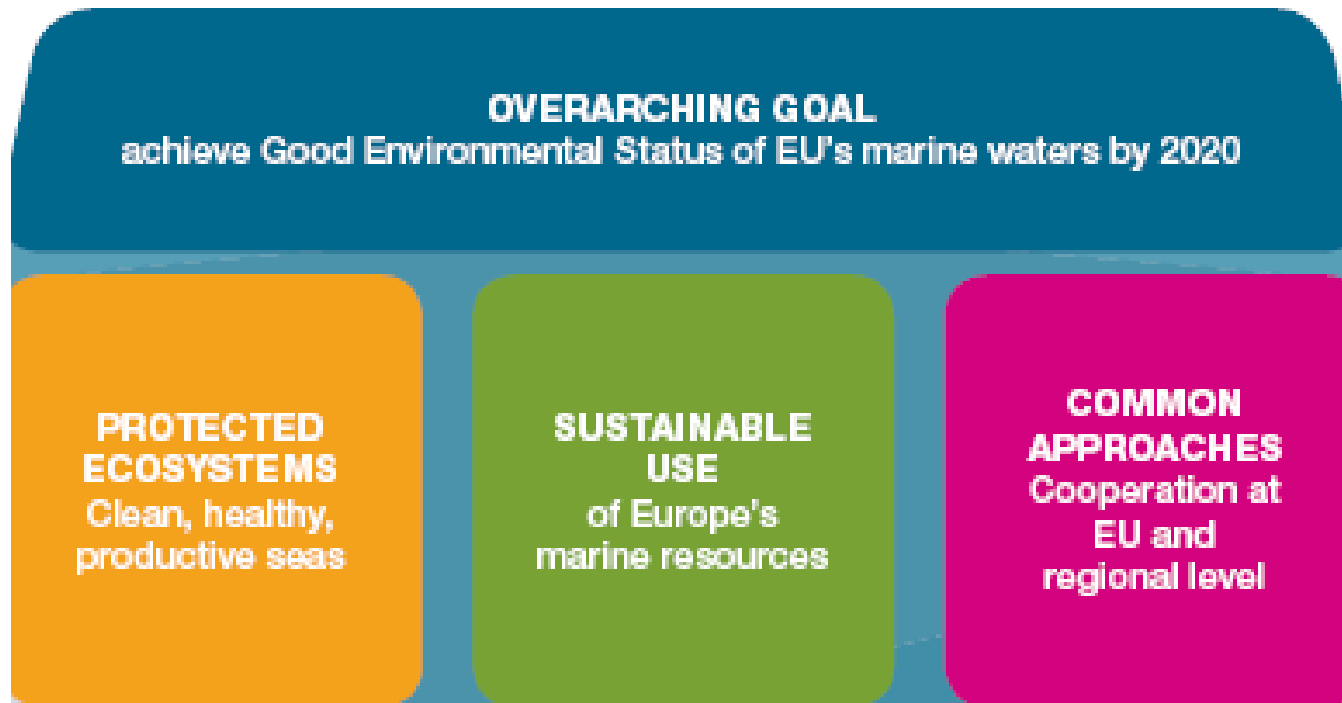 OVERARCHING GOAL
achieve Good Environmental Status of EU's marine waters by 2020
PROTECTED
ECOSYSTEMS
Clean, healthy,
productive seas
SUSTAINABLE
USE
of Europe's
marine resources
COMMON
APPROACHES
Cooperation at
EU and
regional level